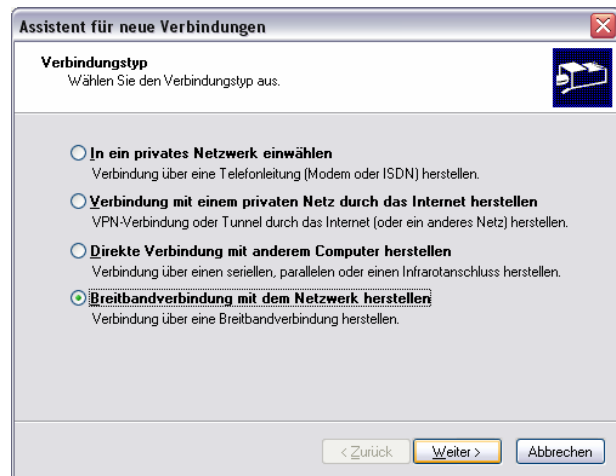 Assistent für neue Verbindungen
Verbindungstyp
Wählen Sie den Verbindungstyp aus.
In ein privates Netzwerk einwählen
Verbindung über eine Telefonleitung (Modem oder ISDN) herstellen.
Verbindung mit einem privaten Netz durch das Internet herstellen
VPN-Verbindung oder Tunnel durch das Internet (oder ein anderes Netz) herstellen.
Direkte Verbindung mit anderem Computer herstellen
Verbindung über einen seriellen, parallelen oder einen Infrarotanschluss herstellen.
Breitbandverbindung mit dem Netzwerk herstellen
Verbindung über eine Breitbandverbindung herstellen.
< Zurück Weiter > Abbrechen